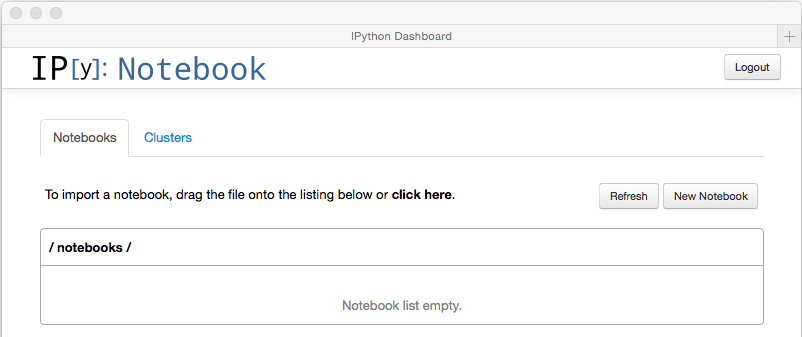 IPython Dashboard
IP[y]: Notebook
Logout
Notebooks
Clusters
To import a notebook, drag the file onto the listing below or click here.
Refresh
New Notebook
/ notebooks /
Notebook list empty.